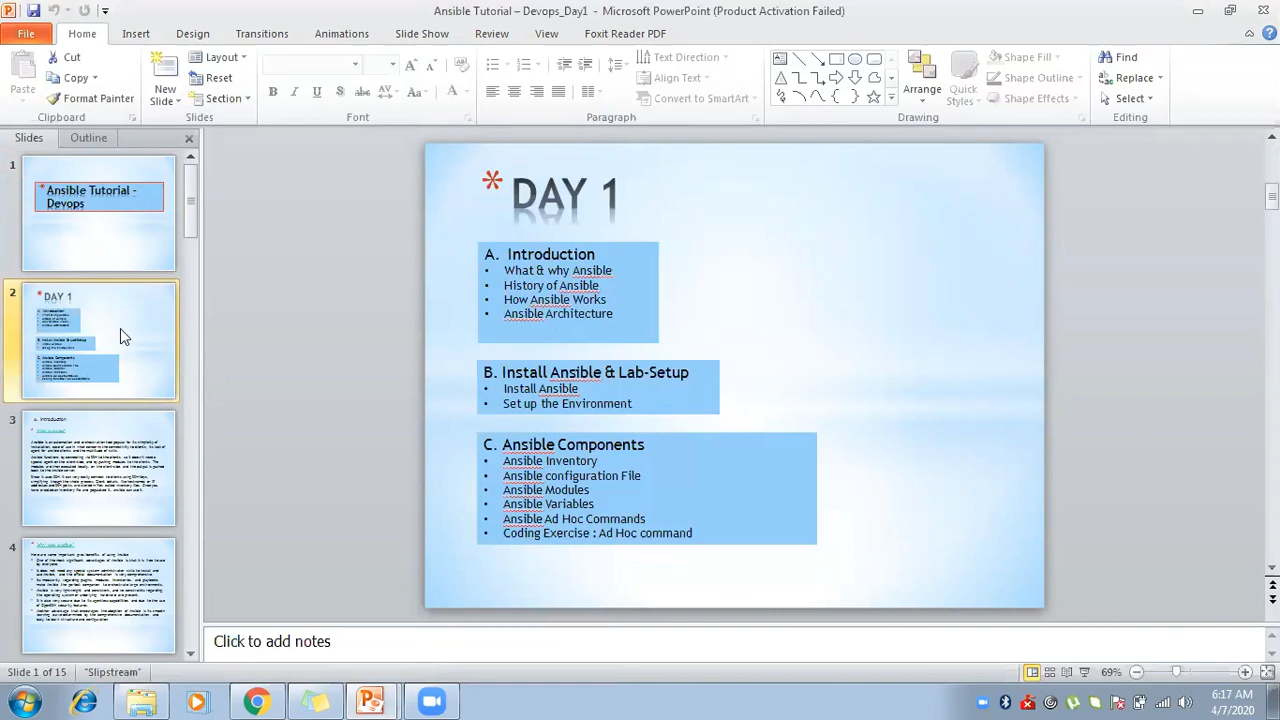 Ansible Tutorial – Devops_Day1 - Microsoft PowerPoint (Product Activation Failed)
File Home Insert Design Transitions Animations Slide Show Review View Foxit Reader PDF
Paste
Cut
Copy
Format Painter
Clipboard
New
Slide
Layout
Reset
Section
Slides
Font
Text Direction
Align Text
Convert to SmartArt
Paragraph
Arrange
Quick
Styles
Shape Fill
Shape Outline
Shape Effects
Drawing
Find
Replace
Select
Editing
Slides Outline
1
* Ansible Tutorial -
Devops
2
* DAY 1
3
A. Introduction
4
* DAY 1
A. Introduction
• What & why Ansible
• History of Ansible
• How Ansible Works
Ansible Architecture
B. Install Ansible & Lab-Setup
• Install Ansible
• Set up the Environment
C. Ansible Components
• Ansible Inventory
• Ansible configuration File
• Ansible Modules
• Ansible Variables
• Ansible Ad Hoc Commands
• Coding Exercise : Ad Hoc command
Click to add notes
Slide 1 of 15 "Slipstream" 69%
6:17 AM
4/7/2020